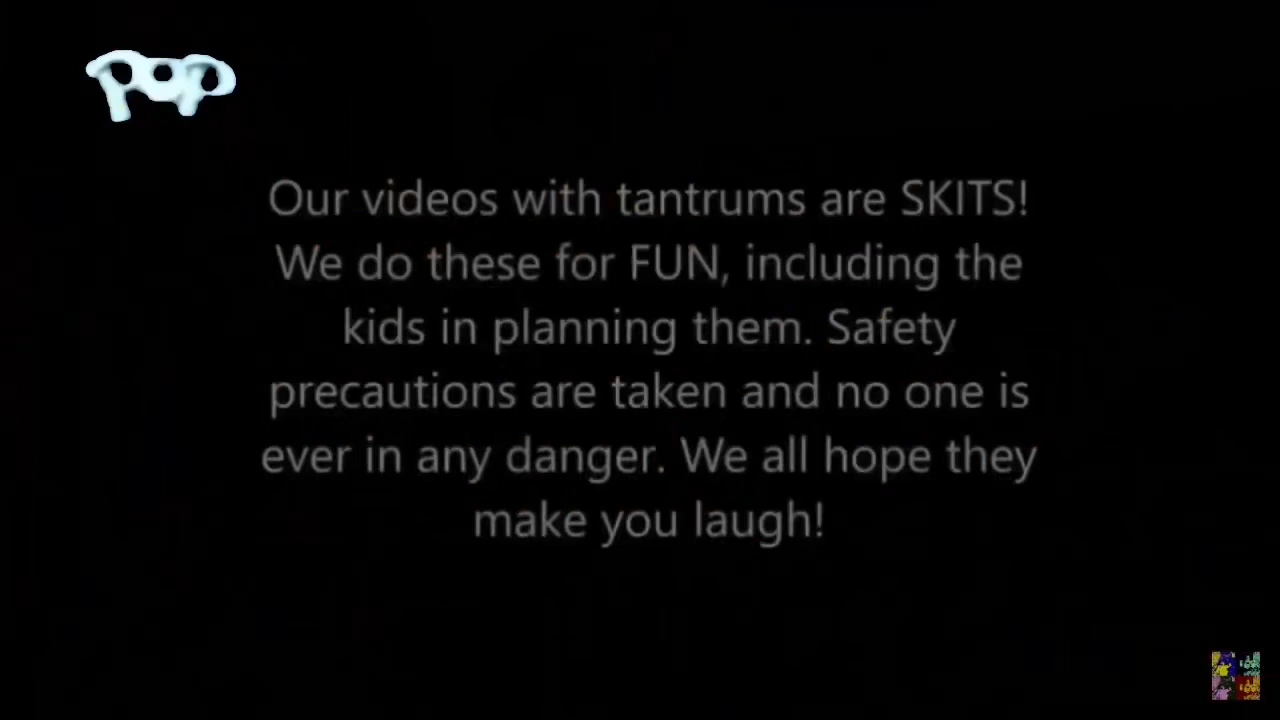 pop
Our videos with tantrums are SKITS!
We do these for FUN, including the
kids in planning them. Safety
precautions are taken and no one is
ever in any danger. We all hope they
make you laugh!